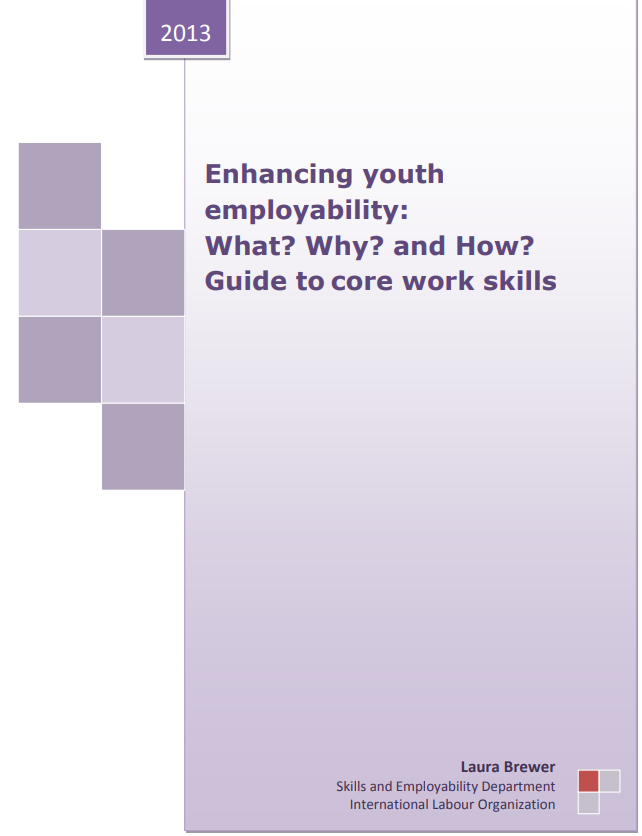 2013
Enhancing youth
employability:
What? Why? and How?
Guide to core work skills
Laura Brewer
Skills and Employability Department
International Labour Organization